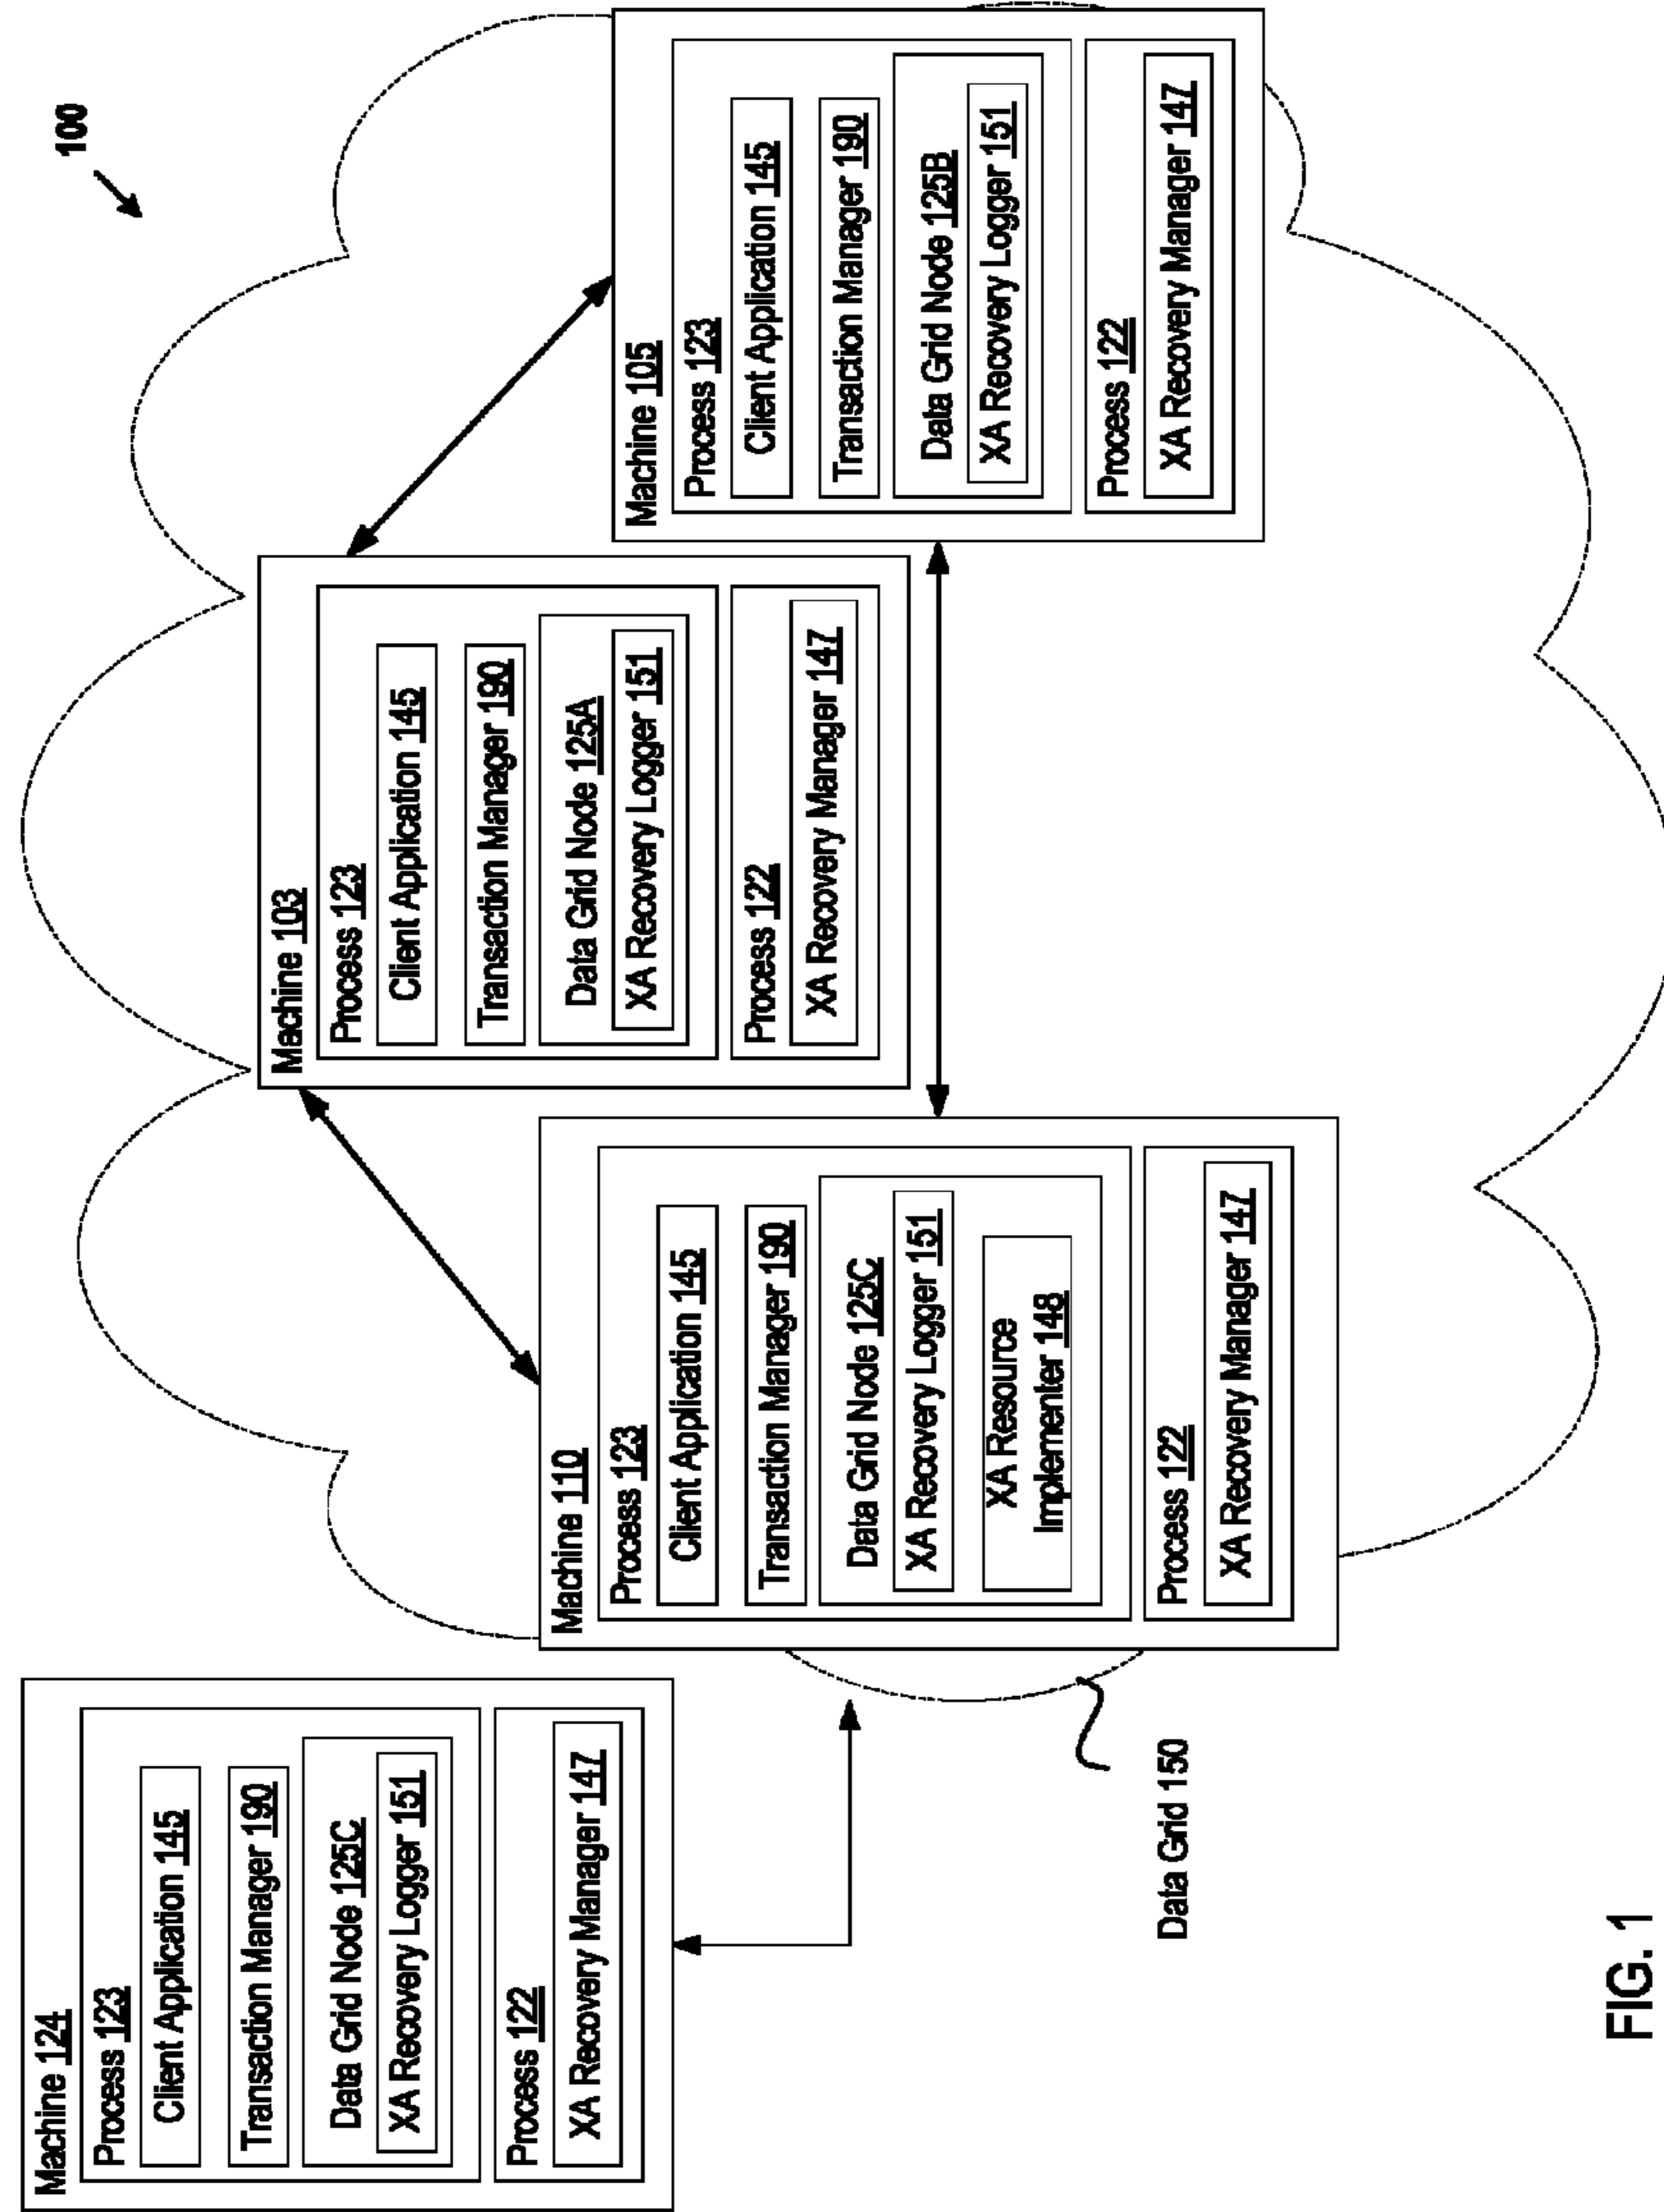 100
Machine 124
Process 123
Client Application 145
Transaction Manager 190
Data Grid Node 125C
XA Recovery Logger 151
Process 122
XA Recovery Manager 147
Machine 110
Process 123
Client Application 145
Transaction Manager 190
Data Grid Node 125C
XA Recovery Logger 151
XA Resource
Implementer 148
Process 122
XA Recovery Manager 147
Machine 103
Process 123
Client Application 145
Transaction Manager 190
Data Grid Node 125A
XA Recovery Logger 151
Process 122
XA Recovery Manager 147
Machine 105
Process 123
Client Application 145
Transaction Manager 190
Data Grid Node 125B
XA Recovery Logger 151
Process 122
XA Recovery Manager 147
Data Grid 150
FIG. 1